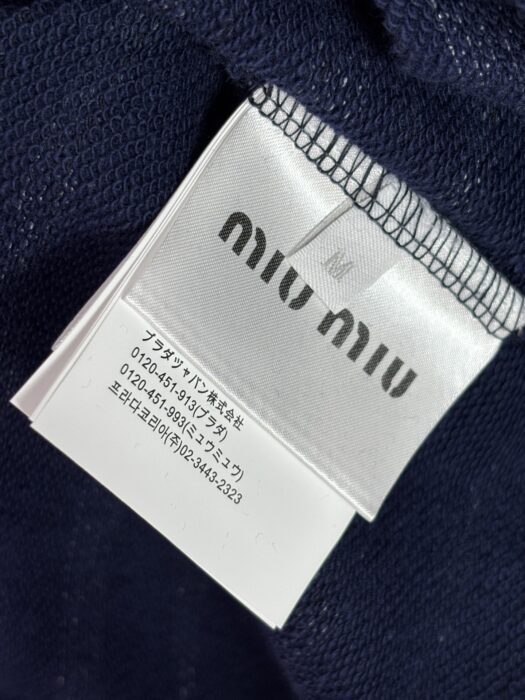 M
miu miu
プラダジャパン株式会社
0120-451-913(プラダ)
0120-451-993(ミュウミュウ)
프라다코리아(주)02-3443-2323